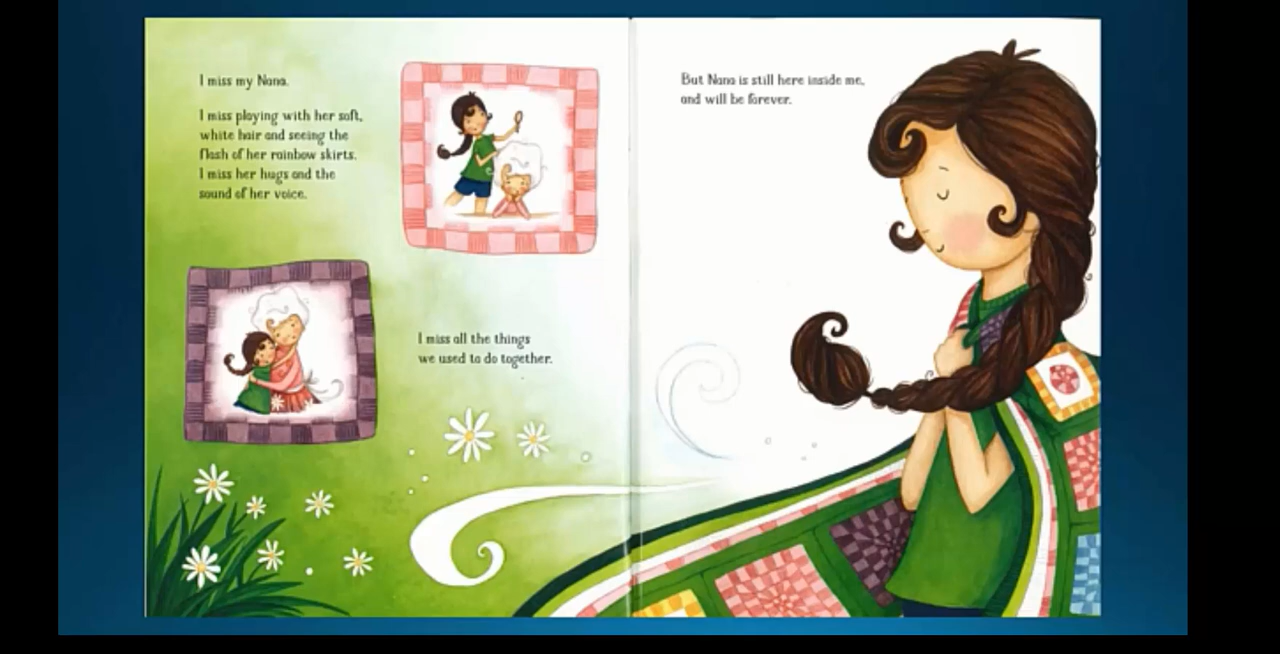 I miss my Nana.
I miss playing with her soft,
white hair and seeing the
flash of her rainbow skirts.
I miss her hugs and the
sound of her voice.
I miss all the things
we used to do together.
But Nana is still here inside me,
and will be forever.